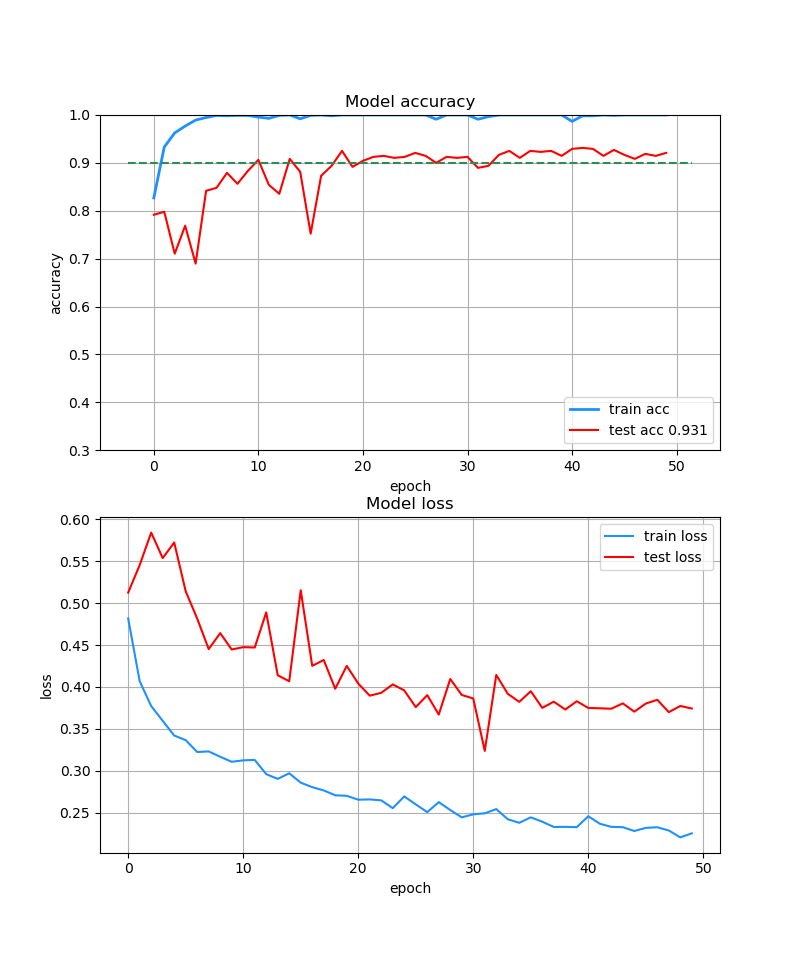 Model accuracy
1.0
0.9
0.8
0.7
0.6
0.5
0.4
0.3
accuracy
train acc
test acc 0.931
0 10 20 30 40 50
epoch
Model loss
0.60
0.55
0.50
0.45
0.40
0.35
0.30
0.25
loss
train loss
test loss
0 10 20 30 40 50
epoch